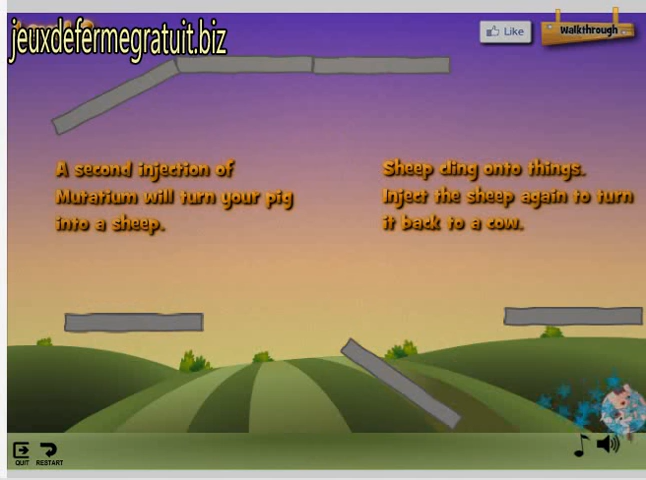 jeuxdefermegratuit.biz
Like
Walkthrough
A second injection of
Mutatium will turn your pig
into a sheep.
Sheep cling onto things.
Inject the sheep again to turn
it back to a cow.
QUIT
RESTART